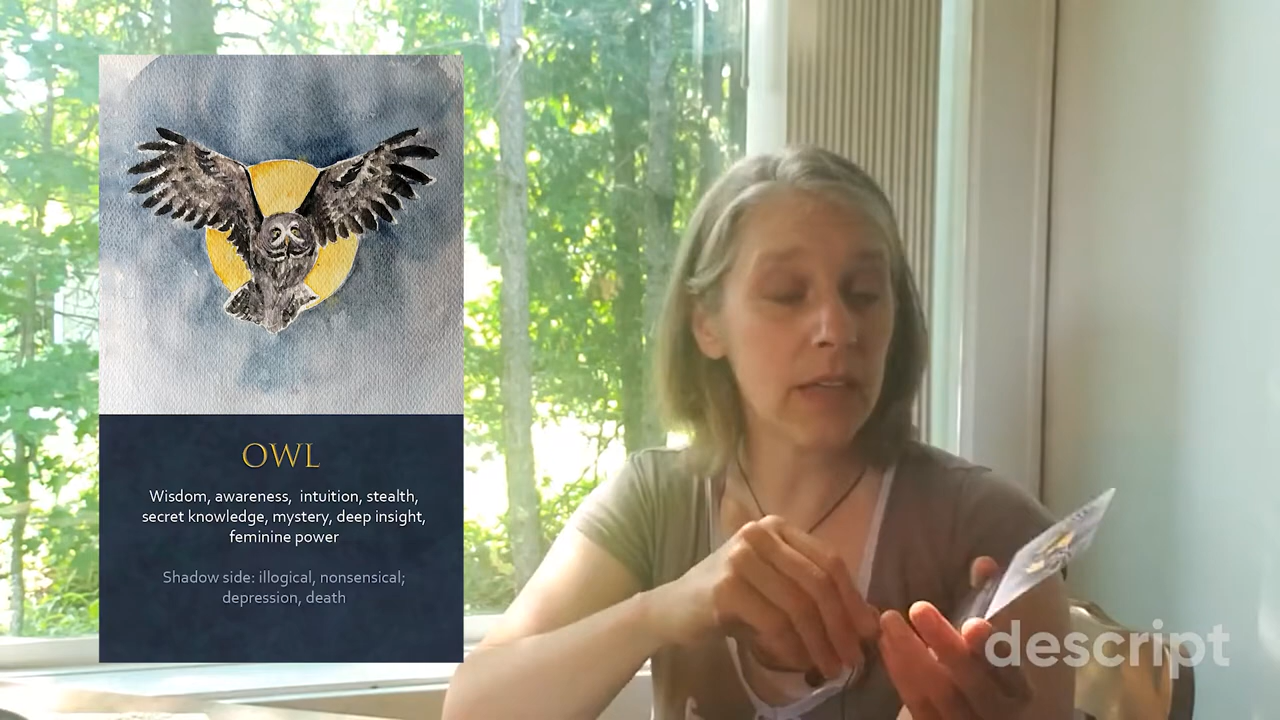 OWL
Wisdom, awareness, intuition, stealth,
secret knowledge, mystery, deep insight,
feminine power
Shadow side: illogical, nonsensical;
depression, death
descript